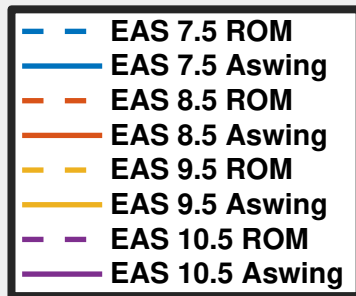 EAS 7.5 ROM
EAS 7.5 Aswing
EAS 8.5 ROM
EAS 8.5 Aswing
EAS 9.5 ROM
EAS 9.5 Aswing
EAS 10.5 ROM
EAS 10.5 Aswing